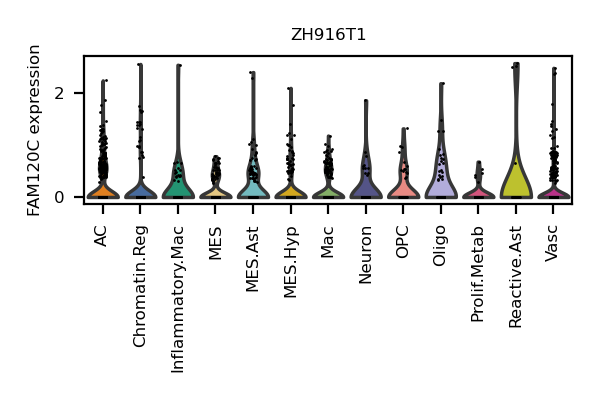 ZH916T1
FAM120C expression
2
0
AC
Chromatin.Reg
Inflammatory.Mac
MES
MES.Ast
MES.Hyp
Mac
Neuron
OPC
Oligo
Prolif.Metab
Reactive.Ast
Vasc